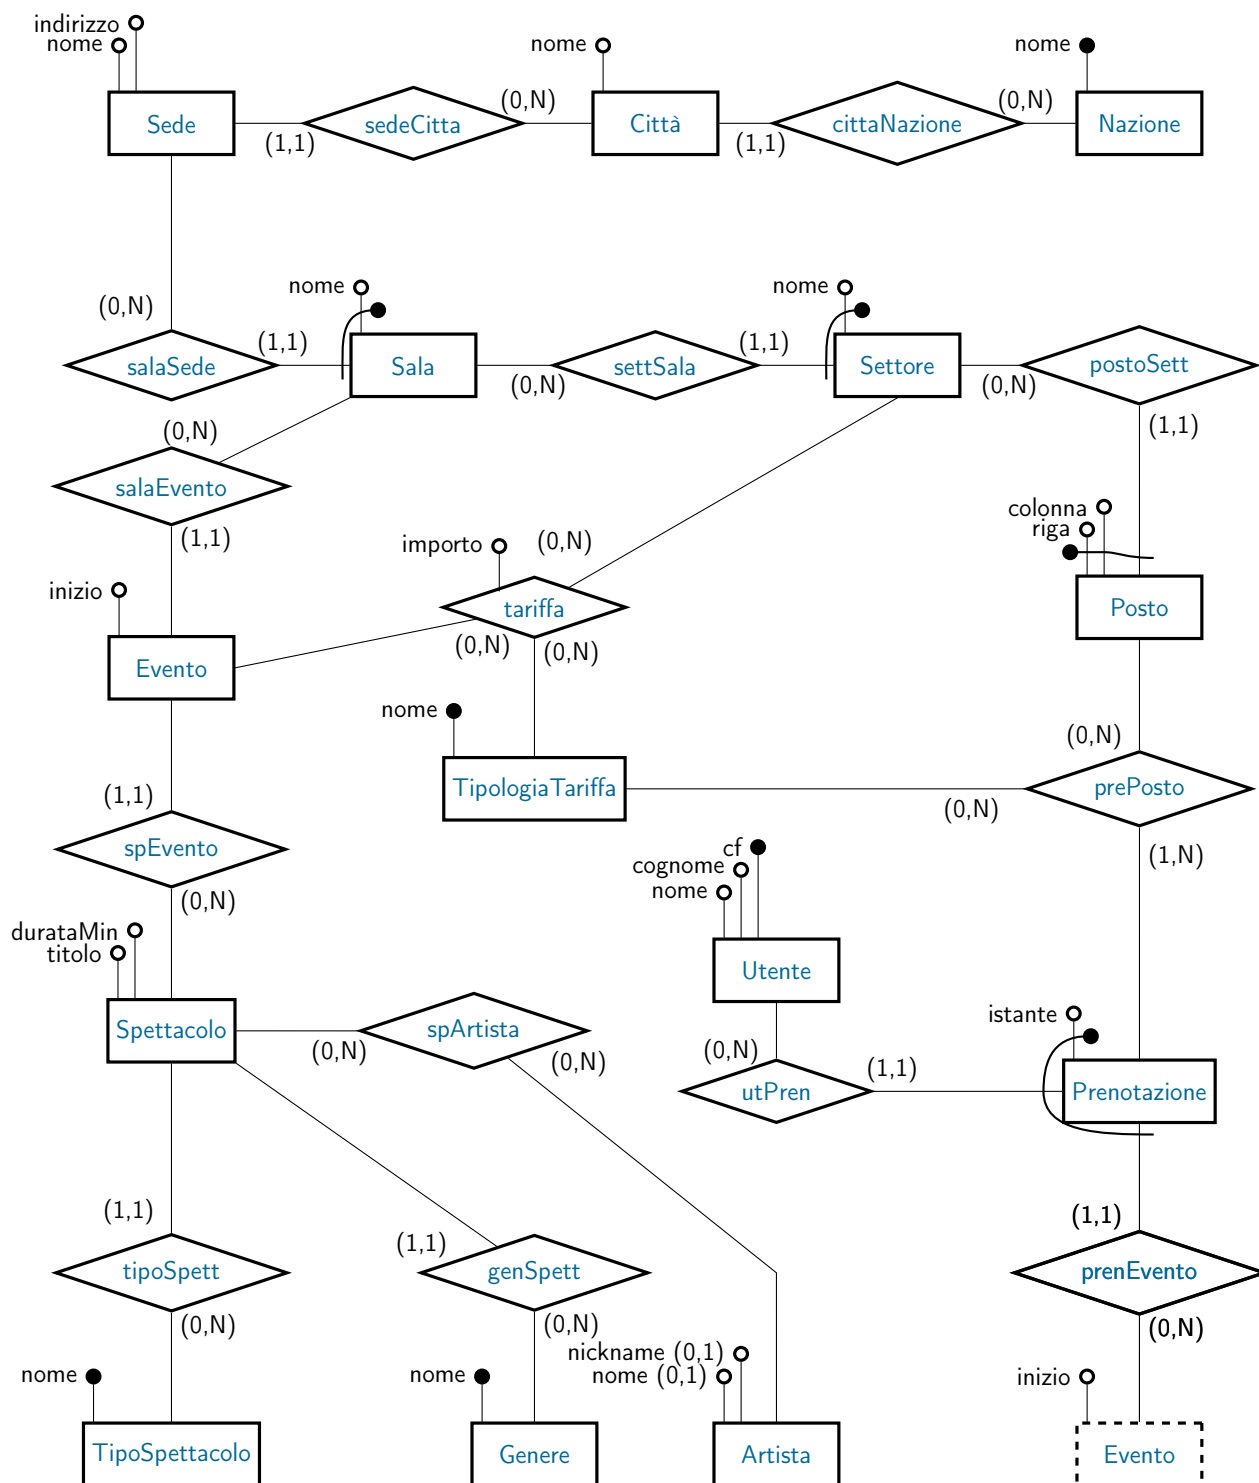 indirizzo
nome
nome
nome
Sede
(1,1)
sedeCitta
(0,N)
Città
(1,1)
cittaNazione
(0,N)
Nazione
nome
nome
(0,N)
salaSede
(1,1)
Sala
(0,N)
settSala
(1,1)
Settore
(0,N)
postoSett
(1,1)
(0,N)
salaEvento
(1,1)
colonna
riga
importo
(0,N)
inizio
tariffa
Posto
(0,N)
(0,N)
Evento
nome
(0,N)
TipologiaTariffa
(0,N)
prePosto
(1,1)
spEvento
(0,N)
cf
cognome
nome
(1,N)
durataMin
titolo
Utente
Spettacolo
(0,N)
spArtista
(0,N)
istante
(0,N)
utPren
(1,1)
Prenotazione
(1,1)
tipoSpett
(0,N)
(1,1)
genSpett
(0,N)
(1,1)
prenEvento
(0,N)
nickname (0,1)
nome (0,1)
nome
nome
inizio
TipoSpettacolo
Genere
Artista
Evento